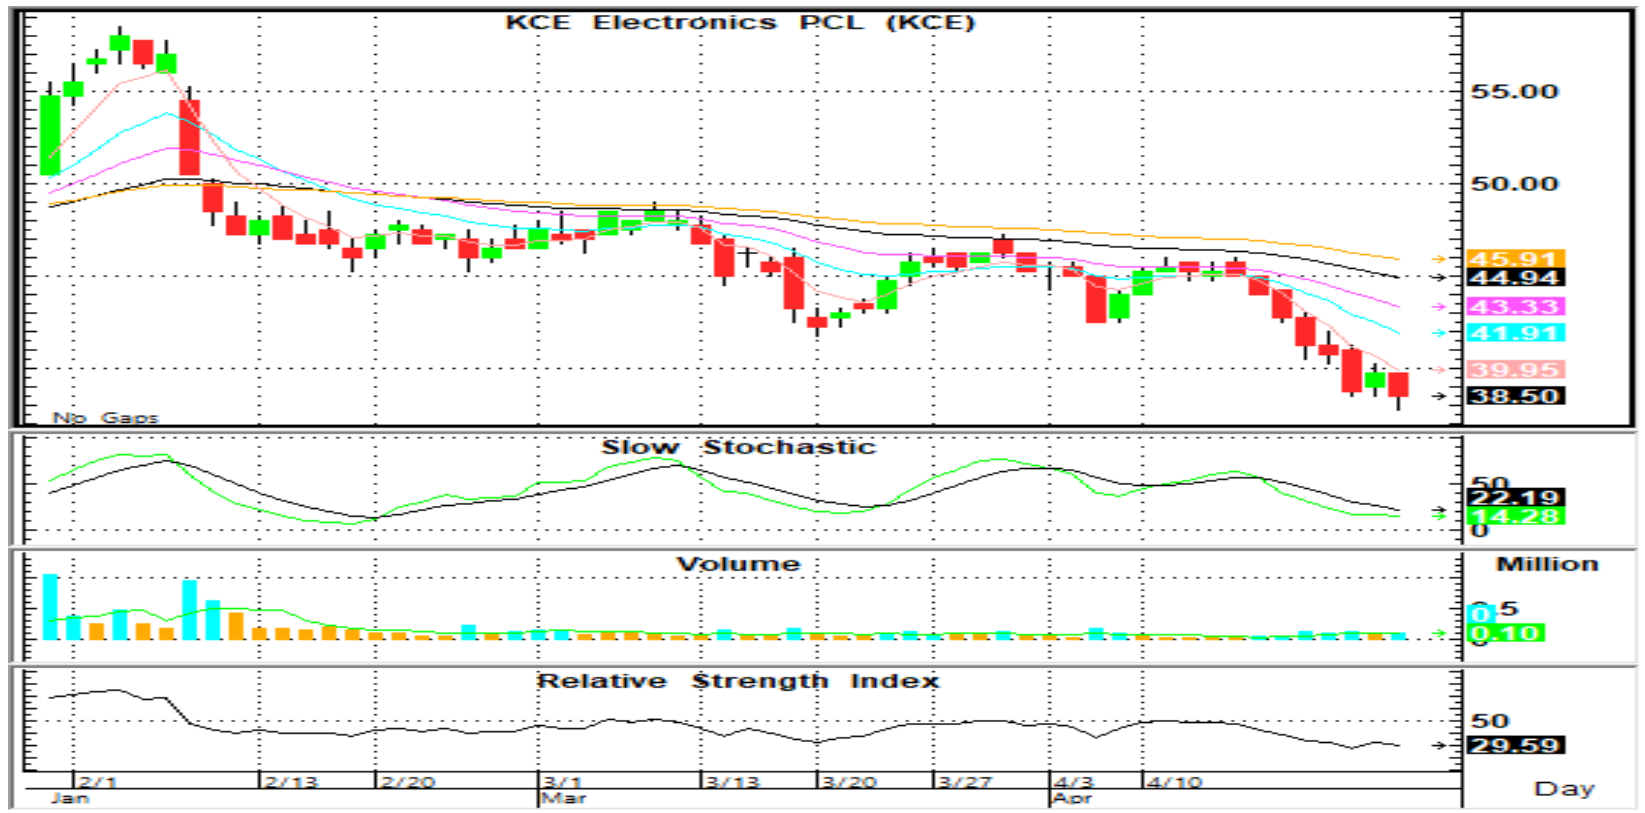 KCE Electronics PCL (KCE)
55.00
50.00
45.91
44.94
43.33
41.91
39.95
38.50
No Gaps
Slow Stochastic
50
22.19
14.28
0
Volume Million
0
0.10
Relative Strength Index
50
29.59
2/1 2/13 2/20 3/1 3/13 3/20 3/27 4/3 4/10 Day
Jan Mar Apr